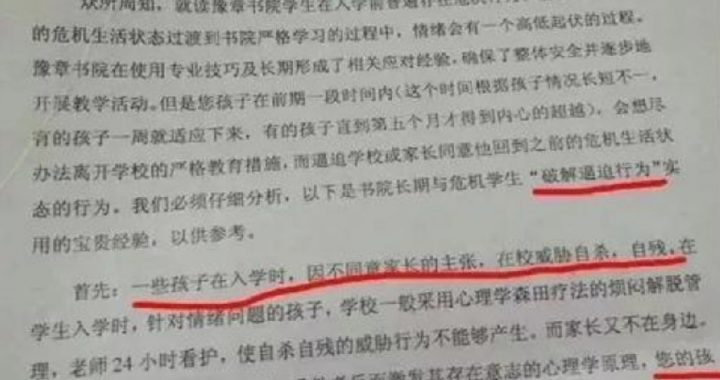 众所周知，就读豫章书院学生在入学前普遍存在危机
的危机生活状态过渡到书院严格学习的过程中，情绪会有一个高低起伏的过程。
豫章书院在使用专业技巧及长期形成了相关应对经验，确保了整体安全并逐步地
开展教学活动。但是您孩子在前期一段时间内（这个时间根据孩子情况长短不一，
有的孩子一周就适应下来，有的孩子直到第五个月才得到内心的超越），会想尽
办法离开学校的严格教育措施，而逼迫学校或家长同意他回到之前的危机生活状
态的行为。我们必须仔细分析，以下是书院长期与危机学生“破解逼迫行为”实
用的宝贵经验，以供参考。
首先：一些孩子在入学时，因不同意家长的主张，在校威胁自杀，自残，在
学生入学时，针对情绪问题的孩子，学校一般采用心理学森田疗法的烦闷解脱管
理，老师24小时看护，使自杀自残的威胁行为不能够产生。而家长又不在身边。
后而激发其存在意志的心理学原理，您的孩